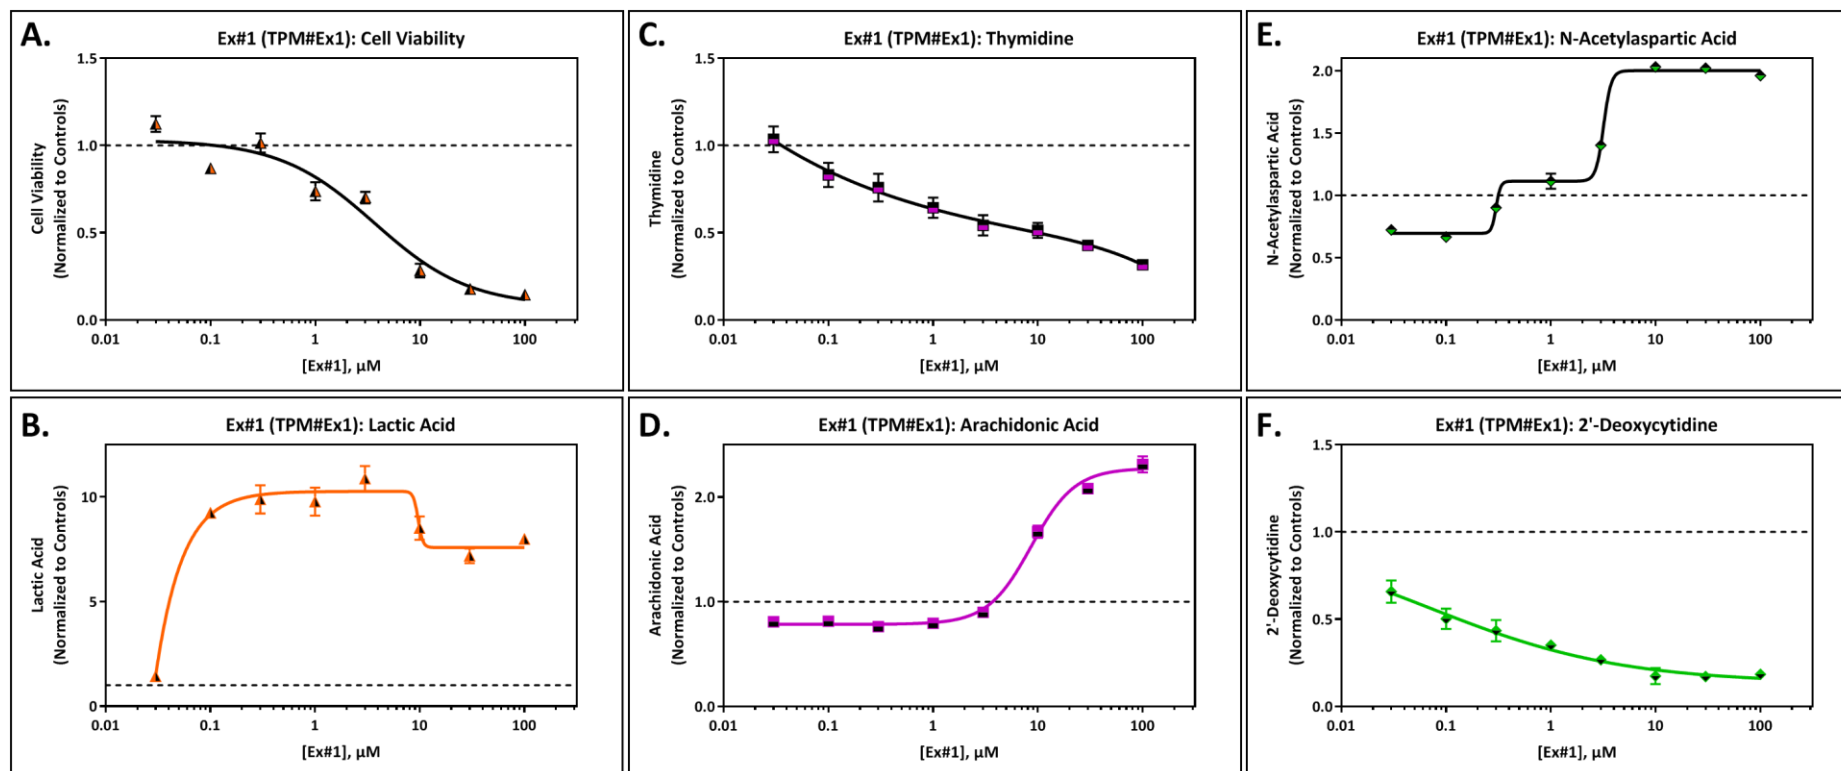 A.
Ex#1 (TPM#Ex1): Cell Viability
Cell Viability
(Normalized to Controls)
1.5
1.0
0.5
0.0
0.01
0.1
1
10
100
[Ex#1], μM
C.
Ex#1 (TPM#Ex1): Thymidine
Thymidine
(Normalized to Controls)
1.5
1.0
0.5
0.0
0.01
0.1
1
10
100
[Ex#1], μM
E.
Ex#1 (TPM#Ex1): N-Acetylaspartic Acid
N-Acetylaspartic Acid
(Normalized to Controls)
2.0
1.5
1.0
0.5
0.0
0.01
0.1
1
10
100
[Ex#1], μM
B.
Ex#1 (TPM#Ex1): Lactic Acid
Lactic Acid
(Normalized to Controls)
10
5
0
0.01
0.1
1
10
100
[Ex#1], μM
D.
Ex#1 (TPM#Ex1): Arachidonic Acid
Arachidonic Acid
(Normalized to Controls)
2.0
1.0
0.0
0.01
0.1
1
10
100
[Ex#1], μM
F.
Ex#1 (TPM#Ex1): 2'-Deoxycytidine
2'-Deoxycytidine
(Normalized to Controls)
1.5
1.0
0.5
0.0
0.01
0.1
1
10
100
[Ex#1], μM